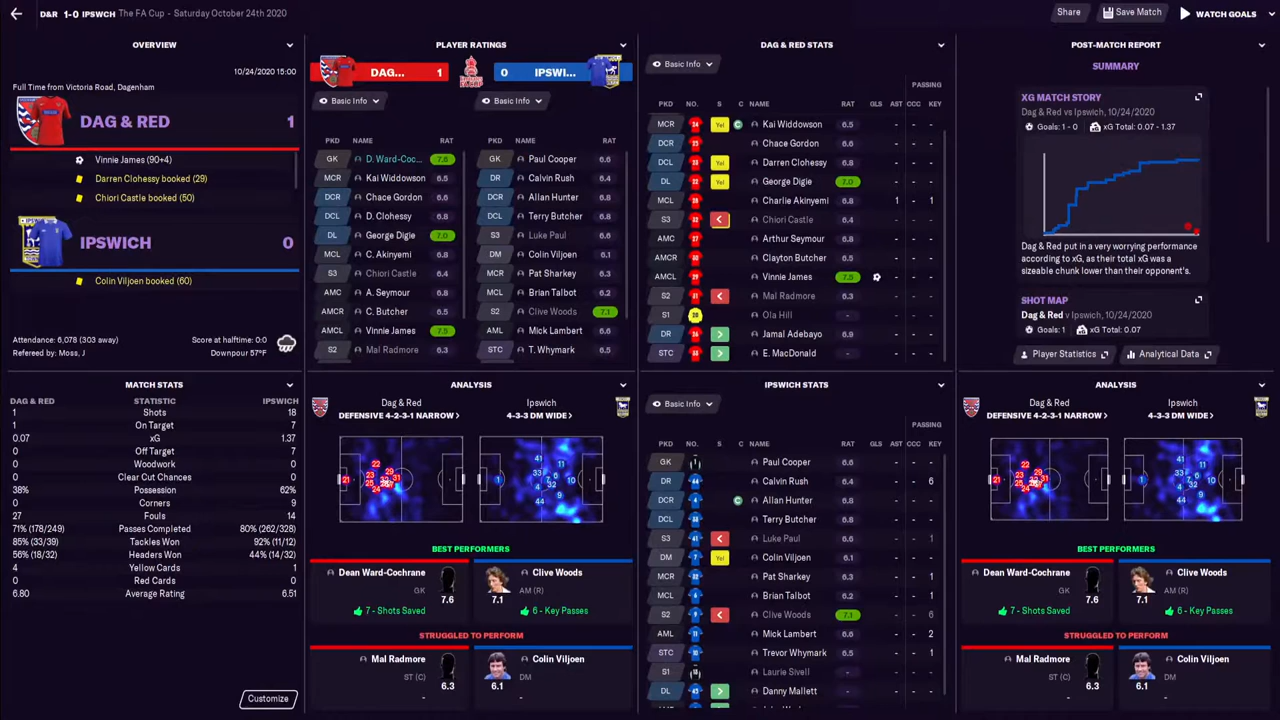 D&R 1-0 IPSWCH The FA Cup - Saturday October 24th 2020
Share
Save Match
WATCH GOALS
OVERVIEW
10/24/2020 15:00
Full Time from Victoria Road, Dagenham
DAG & RED 1
Vinnie James (90+4)
Darren Clohessy booked (29)
Chiori Castle booked (50)
IPSWICH 0
Colin Viljoen booked (60)
Attendance: 6,078 (303 away)
Refereed by: Moss, J
Score at halftime: 0:0
Downpour 57°F
MATCH STATS
DAG & RED STATISTIC IPSWICH
1 Shots 18
1 On Target 7
0.07 xG 1.37
0 Off Target 7
0 Woodwork 0
0 Clear Cut Chances 0
38% Possession 62%
0 Corners 9
27 Fouls 14
71% (178/249) Passes Completed 80% (262/328)
85% (33/39) Tackles Won 92% (11/12)
56% (18/32) Headers Won 44% (14/32)
4 Yellow Cards 1
0 Red Cards 0
6.80 Average Rating 6.51
Customize
PLAYER RATINGS
DAG... 1
0 IPSWI...
Basic Info
Basic Info
PKD NAME RAT
GK D. Ward-Coc... 7.6
MCR Kai Widdowson 6.5
DCR Chace Gordon 6.6
DCL D. Clohessy 6.8
DL George Digie 7.0
MCL C. Akinyemi 6.8
S3 Chiori Castle 6.4
AMC A. Seymour 6.8
AMCR C. Butcher 6.5
AMCL Vinnie James 7.5
S2 Mal Radmore 6.3
PKD NAME RAT
GK Paul Cooper 6.6
DR Calvin Rush 6.4
DCR Allan Hunter 6.8
DCL Terry Butcher 6.8
S3 Luke Paul 6.6
DM Colin Viljoen 6.1
MCR Pat Sharkey 6.3
MCL Brian Talbot 6.2
S2 Clive Woods 7.1
AML Mick Lambert 6.6
STC T. Whymark 6.5
ANALYSIS
Dag & Red
DEFENSIVE 4-2-3-1 NARROW >
Ipswich
4-3-3 DM WIDE >
BEST PERFORMERS
Dean Ward-Cochrane
GK
7.6
7 - Shots Saved
Clive Woods
AM (R)
7.1
6 - Key Passes
STRUGGLED TO PERFORM
Mal Radmore
ST (C)
6.3
-
Colin Viljoen
DM
6.1
-
DAG & RED STATS
Basic Info
PASSING
PKD NO. S C NAME RAT GLS AST CCC KEY
MCR 24 Yel C Kai Widdowson 6.5 - - - -
DCR 23 Chace Gordon 6.6 - - - -
DCL Yel Darren Clohessy 6.8 - - - -
DL 22 Yel George Digie 7.0 - - - -
MCL Charlie Akinyemi 6.8 - 1 - 1
S3 Chiori Castle 6.4 - - - -
AMC 27 Arthur Seymour 6.8 - - - -
AMCR Clayton Butcher 6.5 - - - -
AMCL 29 Vinnie James 7.5 - - -
S2 31 Mal Radmore 6.3 - - - -
S1 Ola Hill - - - - -
DR Jamal Adebayo 6.9 - - - -
STC E. MacDonald - - - - -
IPSWICH STATS
Basic Info
PASSING
PKD NO. S C NAME RAT GLS AST CCC KEY
GK 1 Paul Cooper 6.6 - - - -
DR 44 Calvin Rush 6.4 - - - 6
DCR 4 C Allan Hunter 6.8 - - - -
DCL Terry Butcher 6.8 - - - -
S3 41 Luke Paul 6.6 - - - 1
DM 7 Yel Colin Viljoen 6.1 - - - -
MCR 32 Pat Sharkey 6.3 - - - 1
MCL 6 Brian Talbot 6.2 - - - 1
S2 9 Clive Woods 7.1 - - - 6
AML 11 Mick Lambert 6.6 - - - 2
STC 10 Trevor Whymark 6.5 - - - 1
S1 Laurie Sivell - - - - -
DL Danny Mallett - - - - -
POST-MATCH REPORT
SUMMARY
XG MATCH STORY
Dag & Red vs Ipswich, 10/24/2020
Goals: 1 - 0 xG Total: 0.07 - 1.37
Dag & Red put in a very worrying performance
according to xG, as their total xG was a
sizeable chunk lower than their opponent's.
SHOT MAP
Dag & Red v Ipswich, 10/24/2020
Goals: 1 xG Total: 0.07
Player Statistics
Analytical Data
ANALYSIS
Dag & Red
DEFENSIVE 4-2-3-1 NARROW >
Ipswich
4-3-3 DM WIDE >
BEST PERFORMERS
Dean Ward-Cochrane
GK
7.6
7 - Shots Saved
Clive Woods
AM (R)
7.1
6 - Key Passes
STRUGGLED TO PERFORM
Mal Radmore
ST (C)
6.3
-
Colin Viljoen
DM
6.1
-